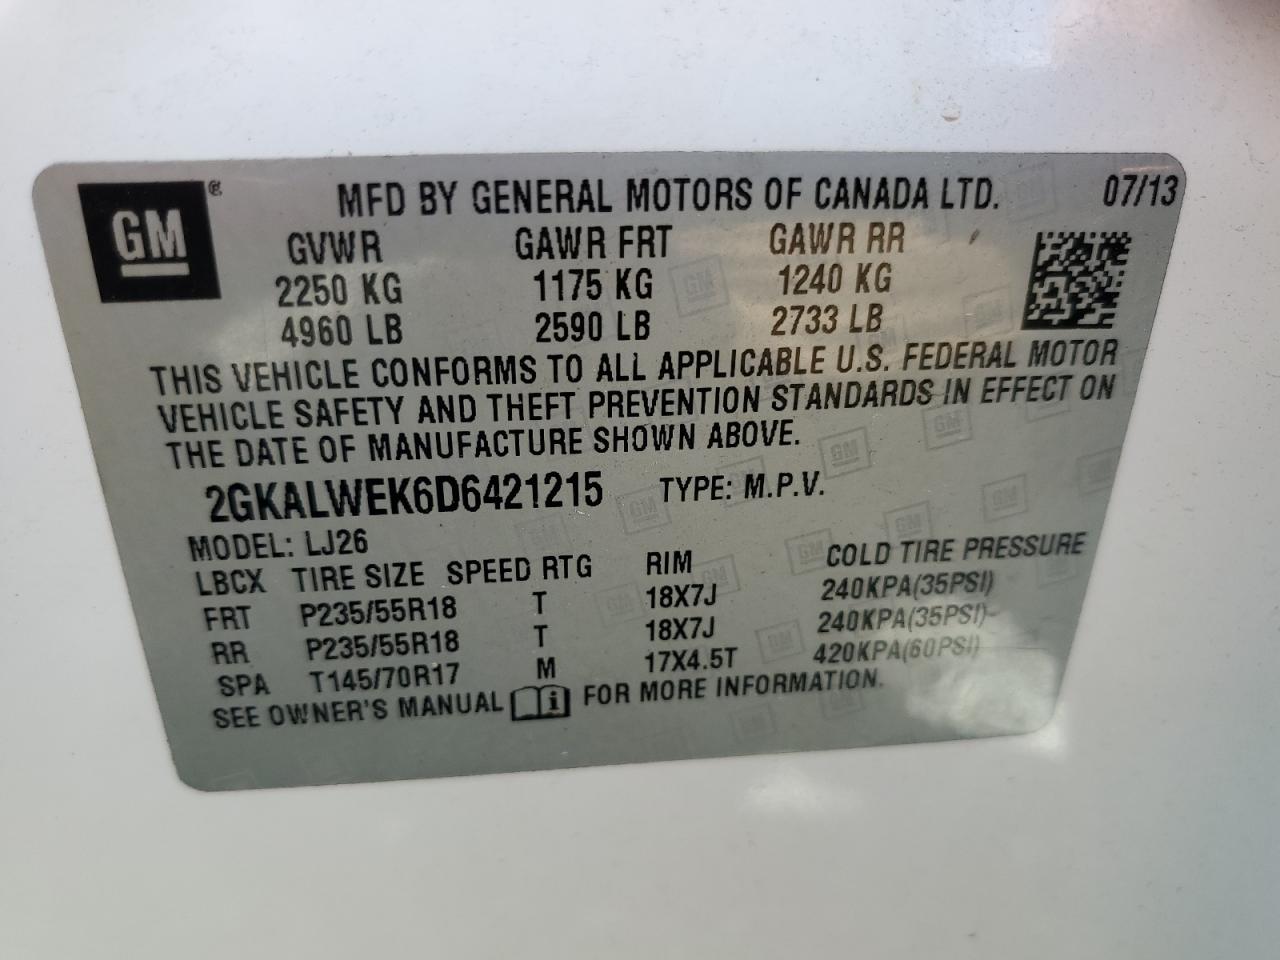 GM® MFD BY GENERAL MOTORS OF CANADA LTD. 07/13
GVWR GAWR FRT GAWR RR
2250 KG 1175 KG 1240 KG
4960 LB 2590 LB 2733 LB
THIS VEHICLE CONFORMS TO ALL APPLICABLE U.S. FEDERAL MOTOR
VEHICLE SAFETY AND THEFT PREVENTION STANDARDS IN EFFECT ON
THE DATE OF MANUFACTURE SHOWN ABOVE.
2GKALWEK6D6421215 TYPE: M.P.V.
MODEL: LJ26
LBCX TIRE SIZE SPEED RTG RIM COLD TIRE PRESSURE
FRT P235/55R18 T 18X7J 240KPA(35PSI)
RR P235/55R18 T 18X7J 240KPA(35PSI)
SPA T145/70R17 M 17X4.5T 420KPA(60PSI)
SEE OWNER'S MANUAL i FOR MORE INFORMATION.